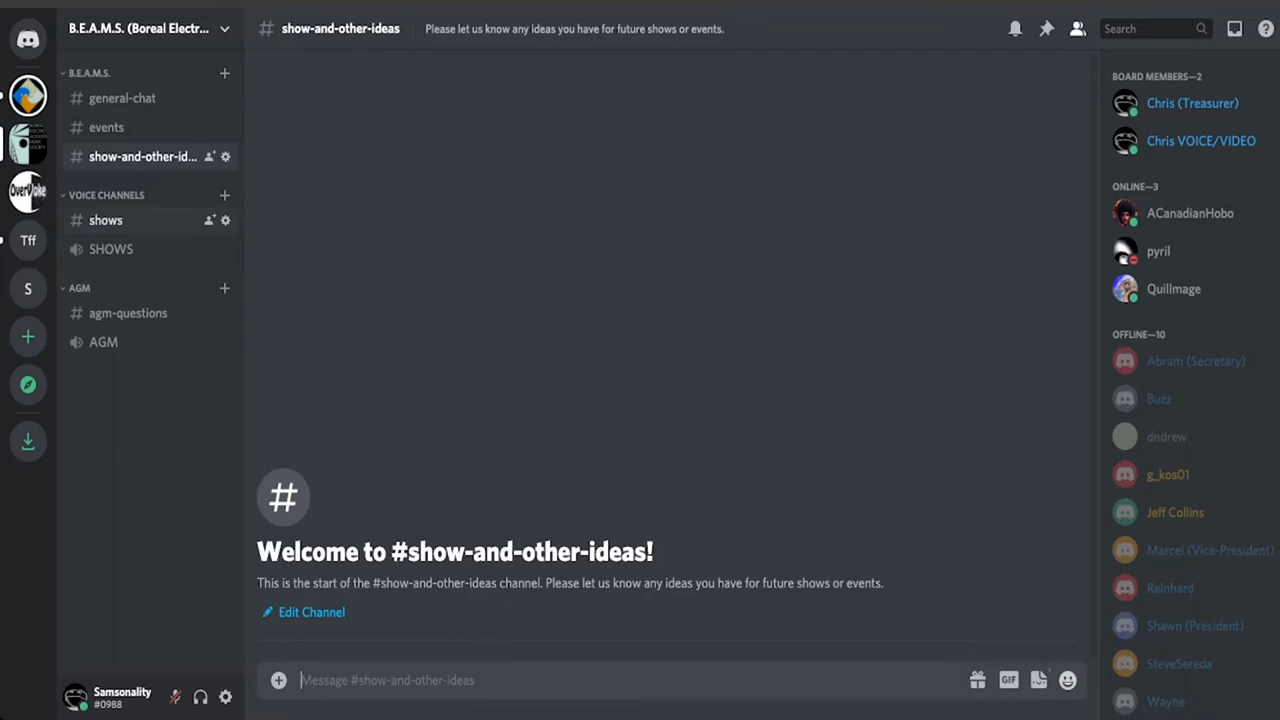 B.E.A.M.S. (Boreal Electr...
# show-and-other-ideas
Please let us know any ideas you have for future shows or events.
Search
B.E.A.M.S.
general-chat
events
show-and-other-id...
VOICE CHANNELS
shows
SHOWS
AGM
agm-questions
AGM
OverVoke
Tff
S
Welcome to #show-and-other-ideas!
This is the start of the #show-and-other-ideas channel. Please let us know any ideas you have for future shows or events.
Edit Channel
Message #show-and-other-ideas
GIF
Samsonality
#0988
BOARD MEMBERS—2
Chris (Treasurer)
Chris VOICE/VIDEO
ONLINE—3
ACanadianHobo
pyril
QuillMage
OFFLINE—10
Abram (Secretary)
Buzz
dndrew
g_kos01
Jeff Collins
Marcel (Vice-President)
Reinhard
Shawn (President)
SteveSereda
Wayne